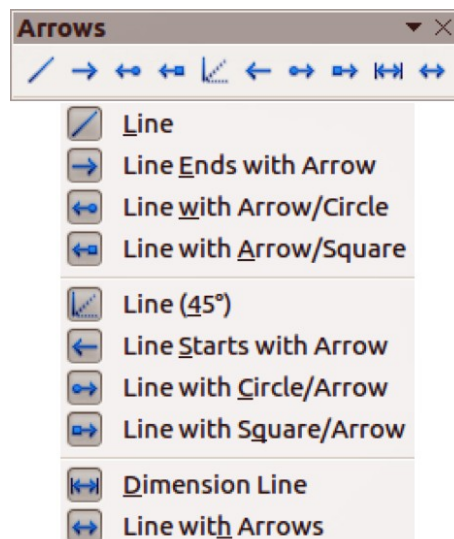 Arrows
Line
Line Ends with Arrow
Line with Arrow/Circle
Line with Arrow/Square
Line (45°)
Line Starts with Arrow
Line with Circle/Arrow
Line with Square/Arrow
Dimension Line
Line with Arrows